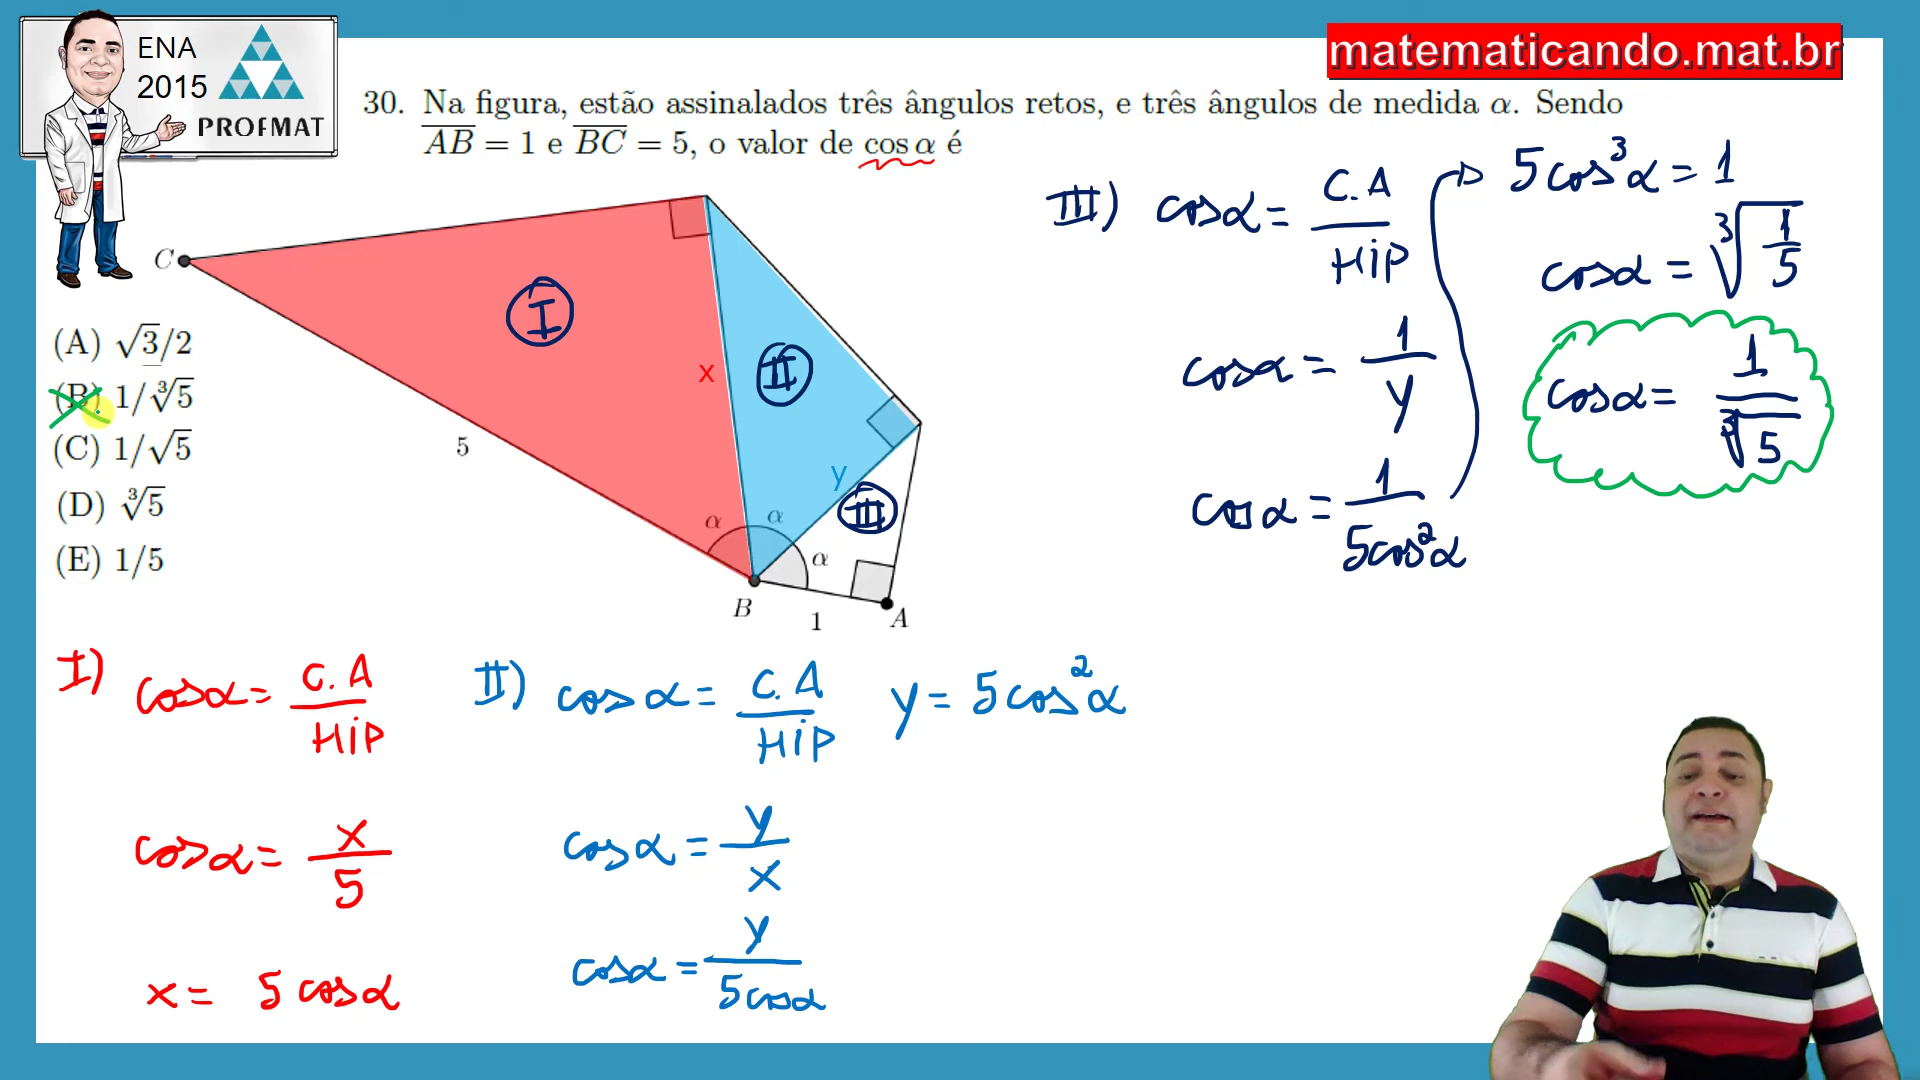 ENA
2015
PROFMAT
matematicando.mat.br
30. Na figura, estão assinalados três ângulos retos, e três ângulos de medida α. Sendo
AB = 1 e BC = 5, o valor de cos α é
(A) √3/2
(B) 1/∛5
(C) 1/√5
(D) ∛5
(E) 1/5
C
I
II
III
x
y
5
α
α
α
B
1
A
I) cosα = C.A/HiP
cosα = x/5
x = 5 cosα
II) cosα = C.A/HiP
cosα = y/x
cosα = y/5cosα
y = 5cos²α
III) cosα = C.A/HiP
cosα = 1/y
cosα = 1/5cos²α
5cos³α = 1
cosα = ∛(1/5)
cosα = 1/∛5